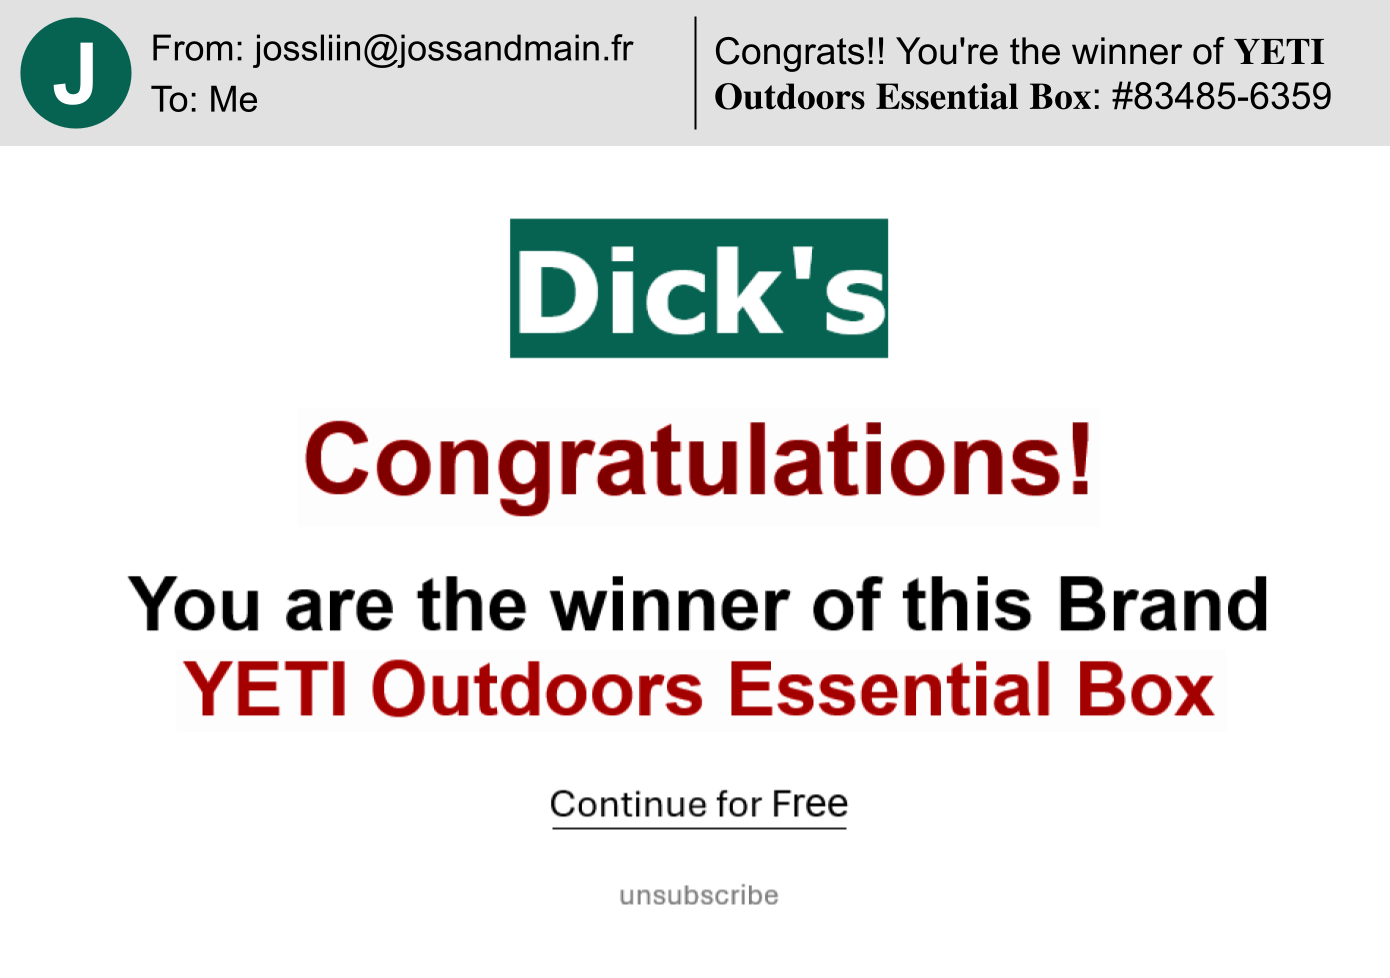 J
From: jossliin@jossandmain.fr
To: Me
Congrats!! You're the winner of YETI
Outdoors Essential Box: #83485-6359
Dick's
Congratulations!
You are the winner of this Brand
YETI Outdoors Essential Box
Continue for Free
unsubscribe